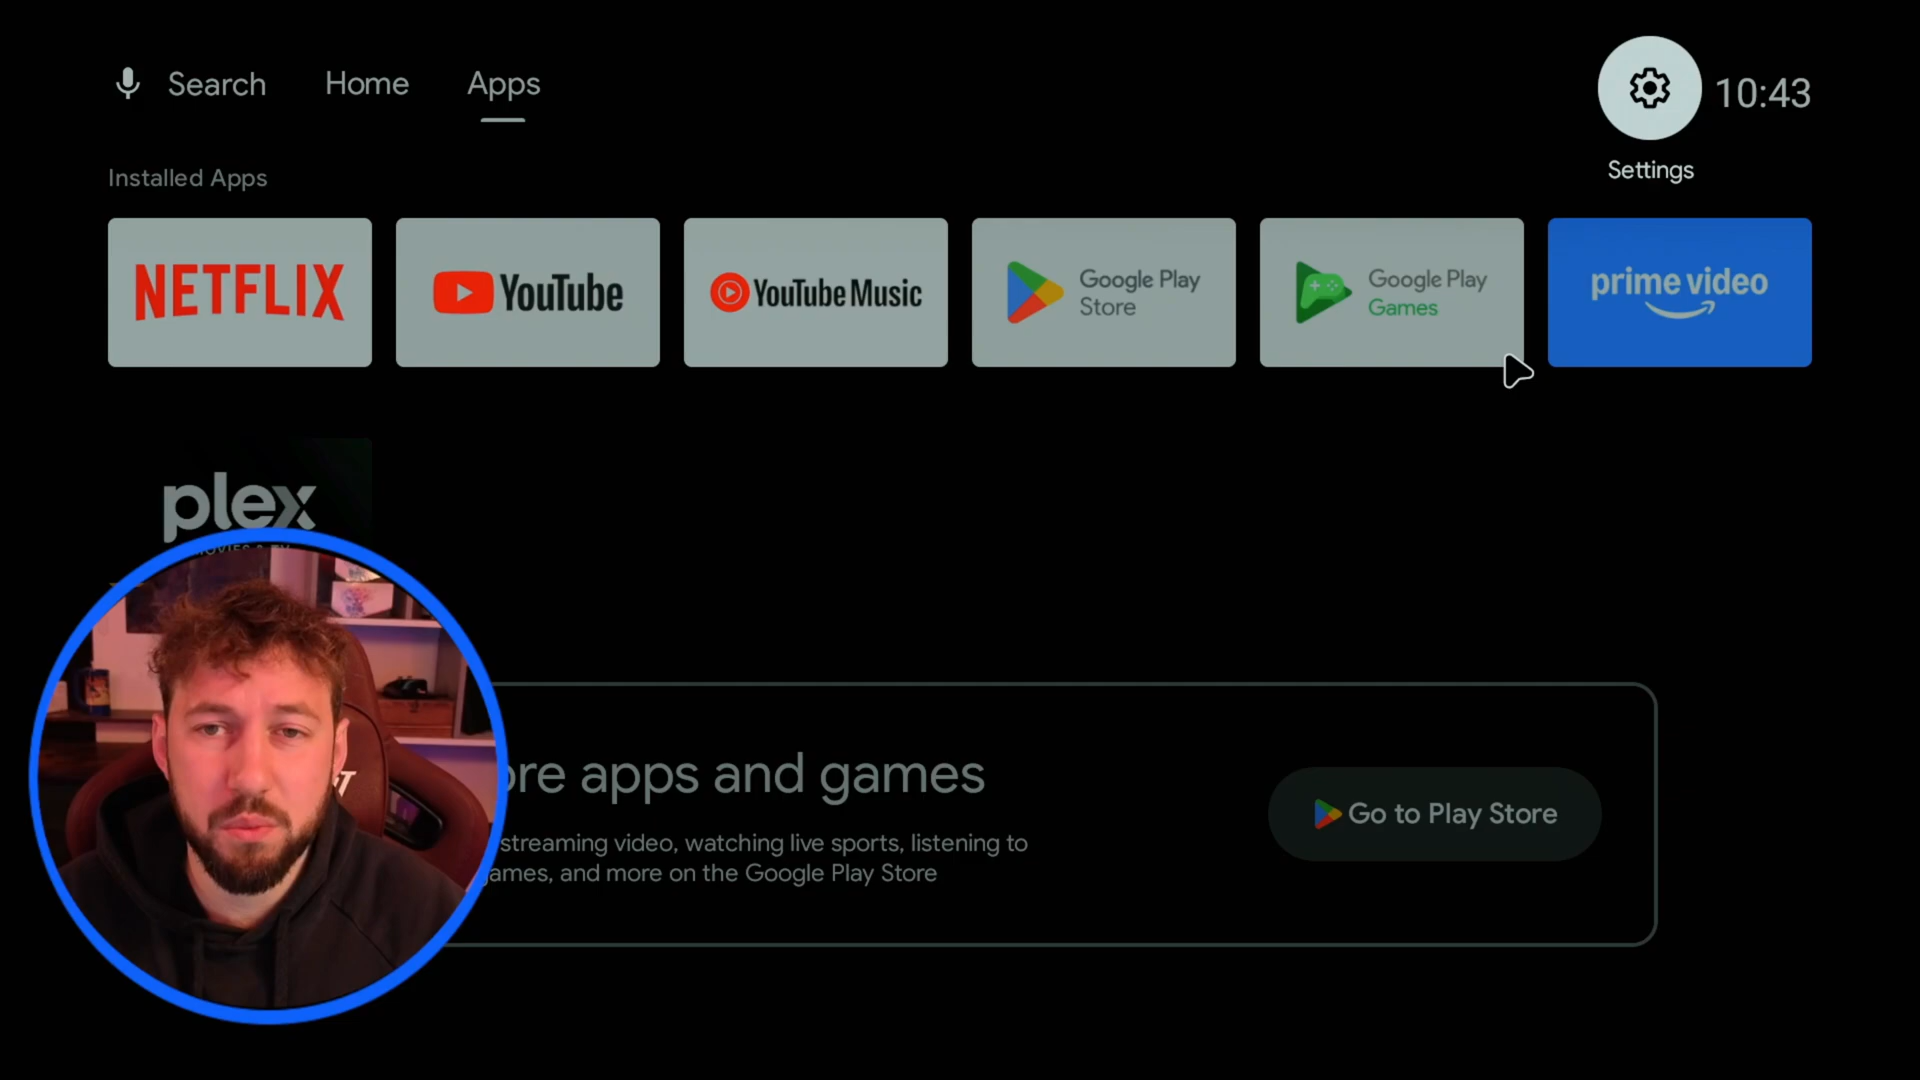 Search Home Apps
10:43
Settings
Installed Apps
NETFLIX
YouTube
YouTube Music
Google Play
Store
Google Play
Games
prime video
plex
ore apps and games
streaming video, watching live sports, listening to
ames, and more on the Google Play Store
Go to Play Store